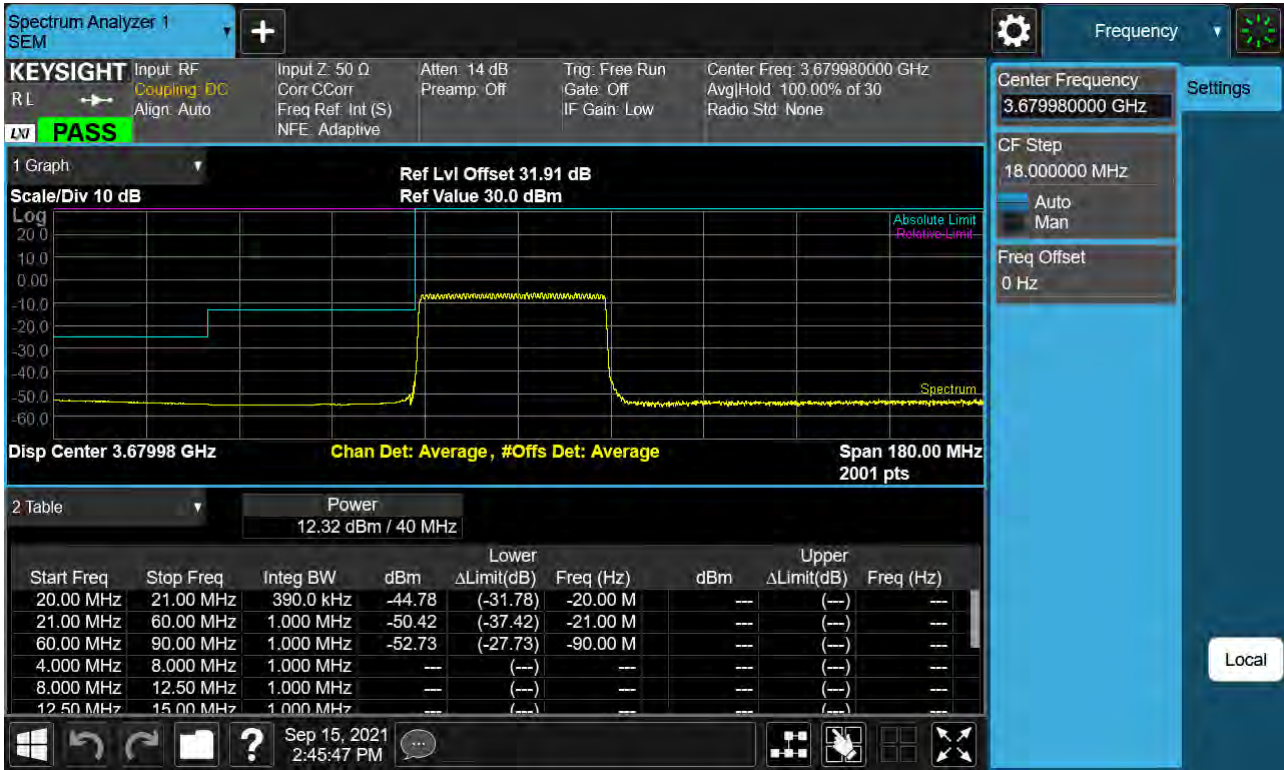 Spectrum Analyzer 1
SEM
Frequency
KEYSIGHT
RL
LXI PASS
Input: RF
Coupling: DC
Align: Auto
Input Z: 50 Ω
Corr CCorr
Freq Ref: Int (S)
NFE: Adaptive
Atten: 14 dB
Preamp: Off
Trig: Free Run
Gate: Off
IF Gain: Low
Center Freq: 3.679980000 GHz
Avg|Hold: 100.00% of 30
Radio Std: None
Center Frequency
3.679980000 GHz
Settings
CF Step
18.000000 MHz
Auto
Man
Freq Offset
0 Hz
1 Graph
Ref Lvl Offset 31.91 dB
Scale/Div 10 dB
Ref Value 30.0 dBm
Log
Absolute Limit
Relative Limit
20.0
10.0
0.00
-10.0
-20.0
-30.0
-40.0
-50.0
-60.0
Spectrum
Disp Center 3.67998 GHz
Chan Det: Average, #Offs Det: Average
Span 180.00 MHz
2001 pts
2 Table
Power
12.32 dBm / 40 MHz
Lower Upper
Start Freq Stop Freq Integ BW dBm ΔLimit(dB) Freq (Hz) dBm ΔLimit(dB) Freq (Hz)
20.00 MHz 21.00 MHz 390.0 kHz -44.78 (-31.78) -20.00 M --- (---) ---
21.00 MHz 60.00 MHz 1.000 MHz -50.42 (-37.42) -21.00 M --- (---) ---
60.00 MHz 90.00 MHz 1.000 MHz -52.73 (-27.73) -90.00 M --- (---) ---
4.000 MHz 8.000 MHz 1.000 MHz --- (---) --- --- (---) ---
8.000 MHz 12.50 MHz 1.000 MHz --- (---) --- --- (---) ---
12.50 MHz 15.00 MHz 1.000 MHz --- (---) --- --- (---) ---
Local
?
Sep 15, 2021
2:45:47 PM